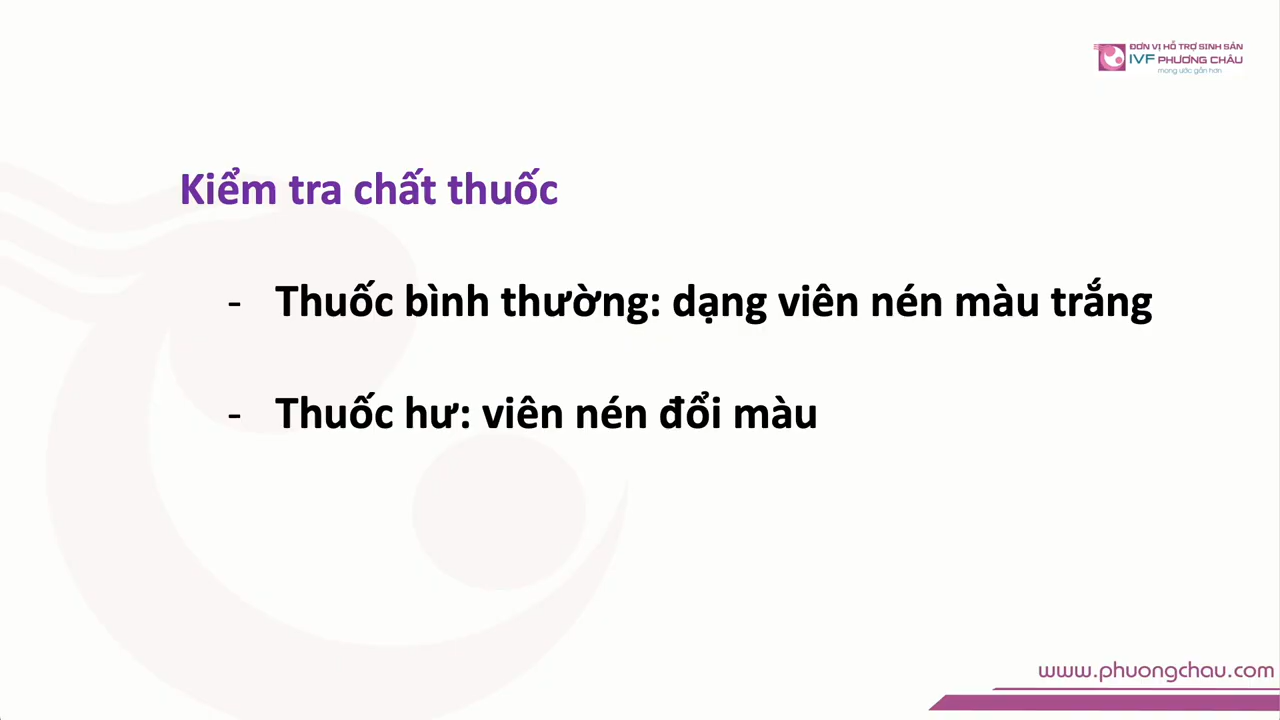 ĐƠN VỊ HỖ TRỢ SINH SẢN
IVF PHƯƠNG CHÂU
mong ước gần hơn
Kiểm tra chất thuốc
- Thuốc bình thường: dạng viên nén màu trắng
- Thuốc hư: viên nén đổi màu
www.phuongchau.com